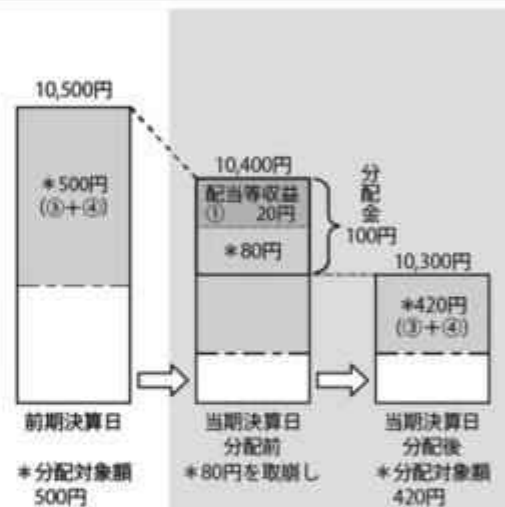 10,500円
*500円
(③+④)
前期決算日
*分配対象額
500円
10,400円
配当等収益
① 20円
*80円
分配金
100円
当期決算日
分配前
*80円を取崩し
10,300円
*420円
(③+④)
当期決算日
分配後
*分配対象額
420円